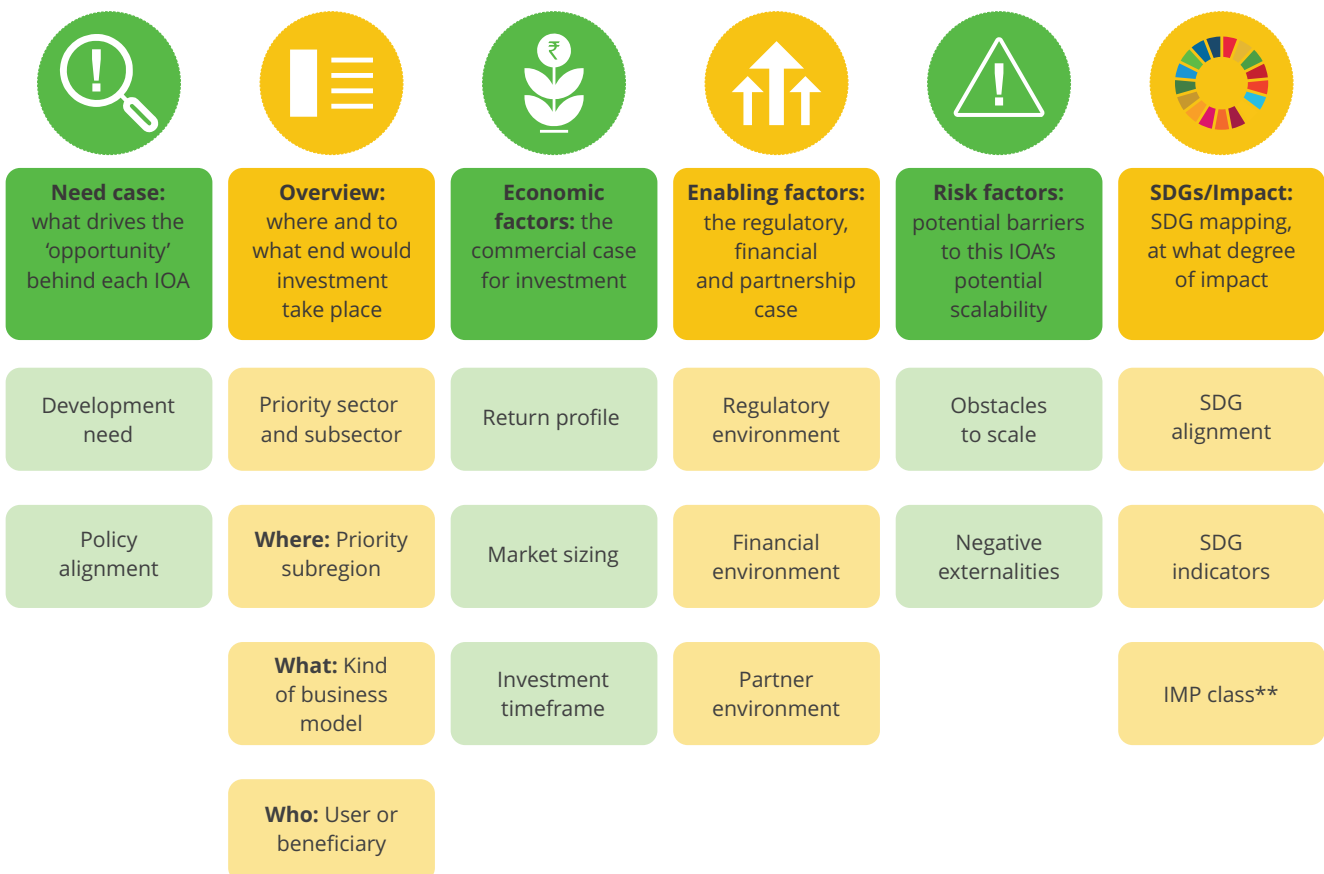 ₹
Need case:
what drives the
‘opportunity’
behind each IOA
Overview:
where and to
what end would
investment
take place
Economic
factors: the
commercial case
for investment
Enabling factors:
the regulatory,
financial
and partnership
case
Risk factors:
potential barriers
to this IOA’s
potential
scalability
SDGs/Impact:
SDG mapping,
at what degree
of impact
Development
need
Priority sector
and subsector
Return profile
Regulatory
environment
Obstacles
to scale
SDG
alignment
Policy
alignment
Where: Priority
subregion
Market sizing
Financial
environment
Negative
externalities
SDG
indicators
What: Kind
of business
model
Investment
timeframe
Partner
environment
IMP class**
Who: User or
beneficiary